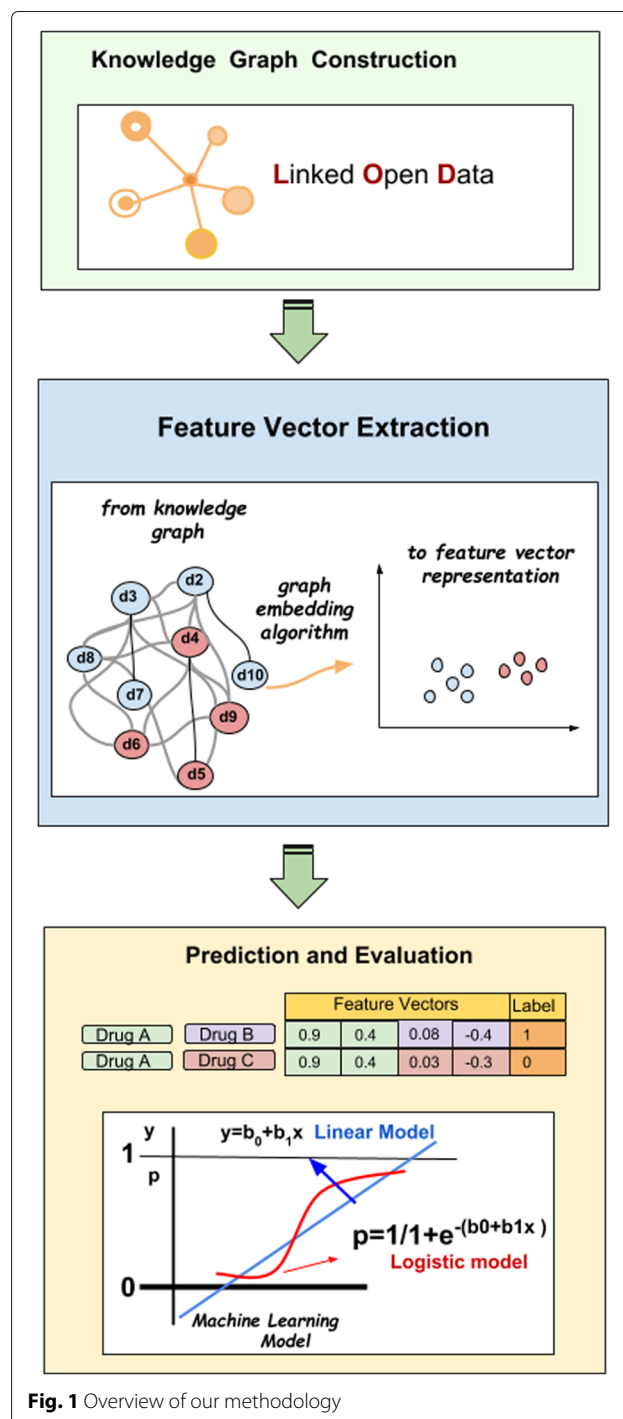 Knowledge Graph Construction
Linked Open Data
Feature Vector Extraction
from knowledge
graph
to feature vector
representation
graph
embedding
algorithm
d2
d3
d4
d8
d10
d7
d9
d6
d5
Prediction and Evaluation
Feature Vectors Label
Drug A Drug B 0.9 0.4 0.08 -0.4 1
Drug A Drug C 0.9 0.4 0.03 -0.3 0
y y=b0+b1x Linear Model
1
p
p=1/1+e-(b0+b1x )
Logistic model
0
Machine Learning
Model
Fig. 1 Overview of our methodology